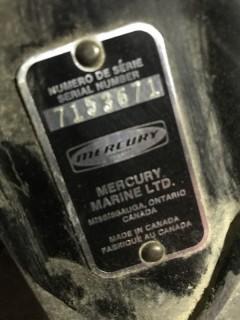 NUMERO DE SÉRIE
SERIAL NUMBER
7153671
MERCURY
MERCURY
MARINE LTD.
MISSISSAUGA, ONTARIO
CANADA
MADE IN CANADA
FABRIQUÉ AU CANADA